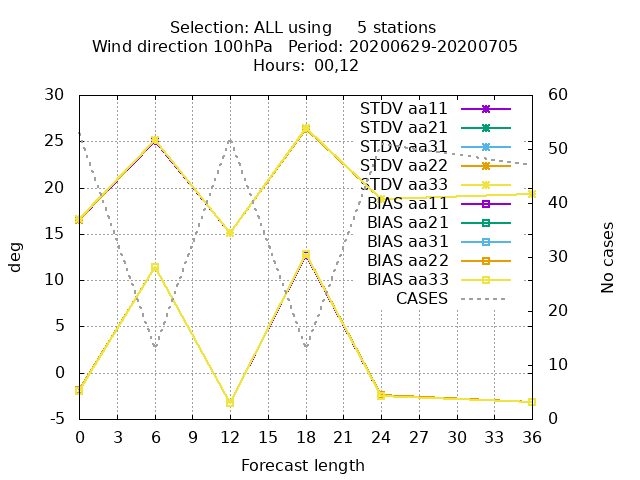 Selection: ALL using     5 stations
Wind direction 100hPa   Period: 20200629-20200705
Hours:  00,12
30
25
20
15
10
5
0
-5
deg
60
50
40
30
20
10
0
No cases
STDV aa11
STDV aa21
STDV aa31
STDV aa22
STDV aa33
BIAS aa11
BIAS aa21
BIAS aa31
BIAS aa22
BIAS aa33
CASES
0 3 6 9 12 15 18 21 24 27 30 33 36
Forecast length